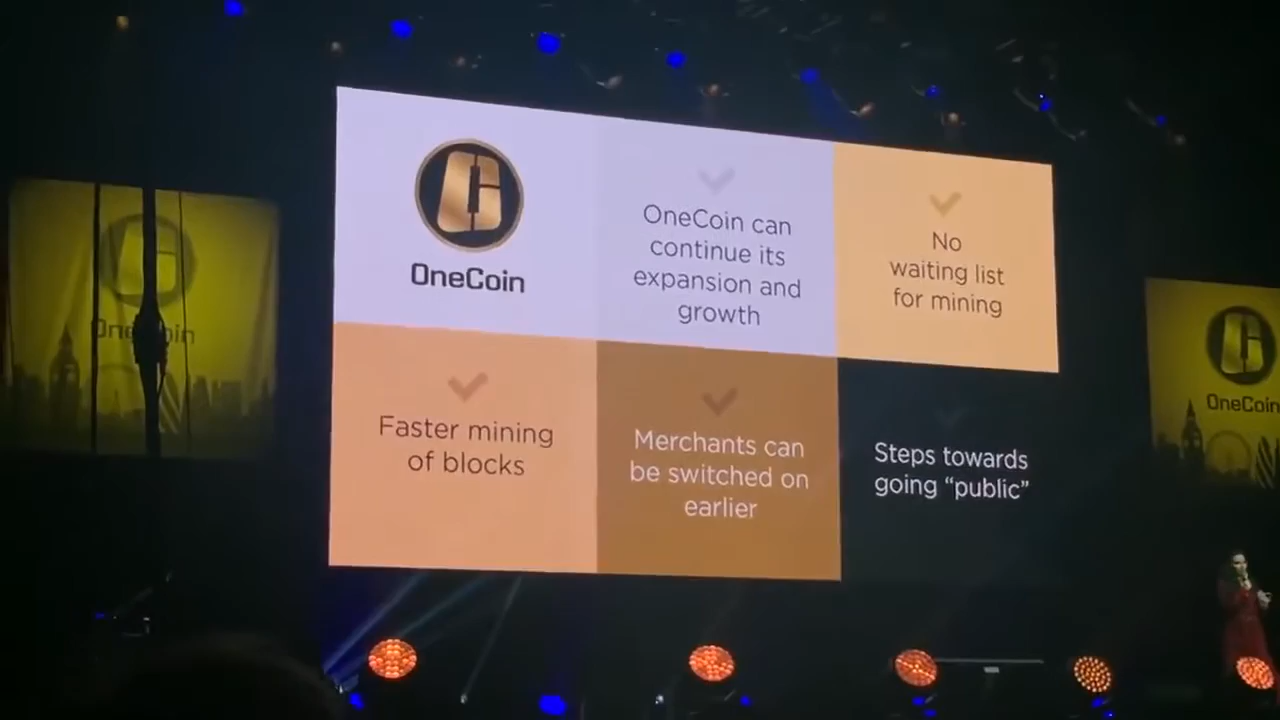 OneCoin
OneCoin can
continue its
expansion and
growth
No
waiting list
for mining
Faster mining
of blocks
Merchants can
be switched on
earlier
Steps towards
going “public”
OneCoin
OneCoin